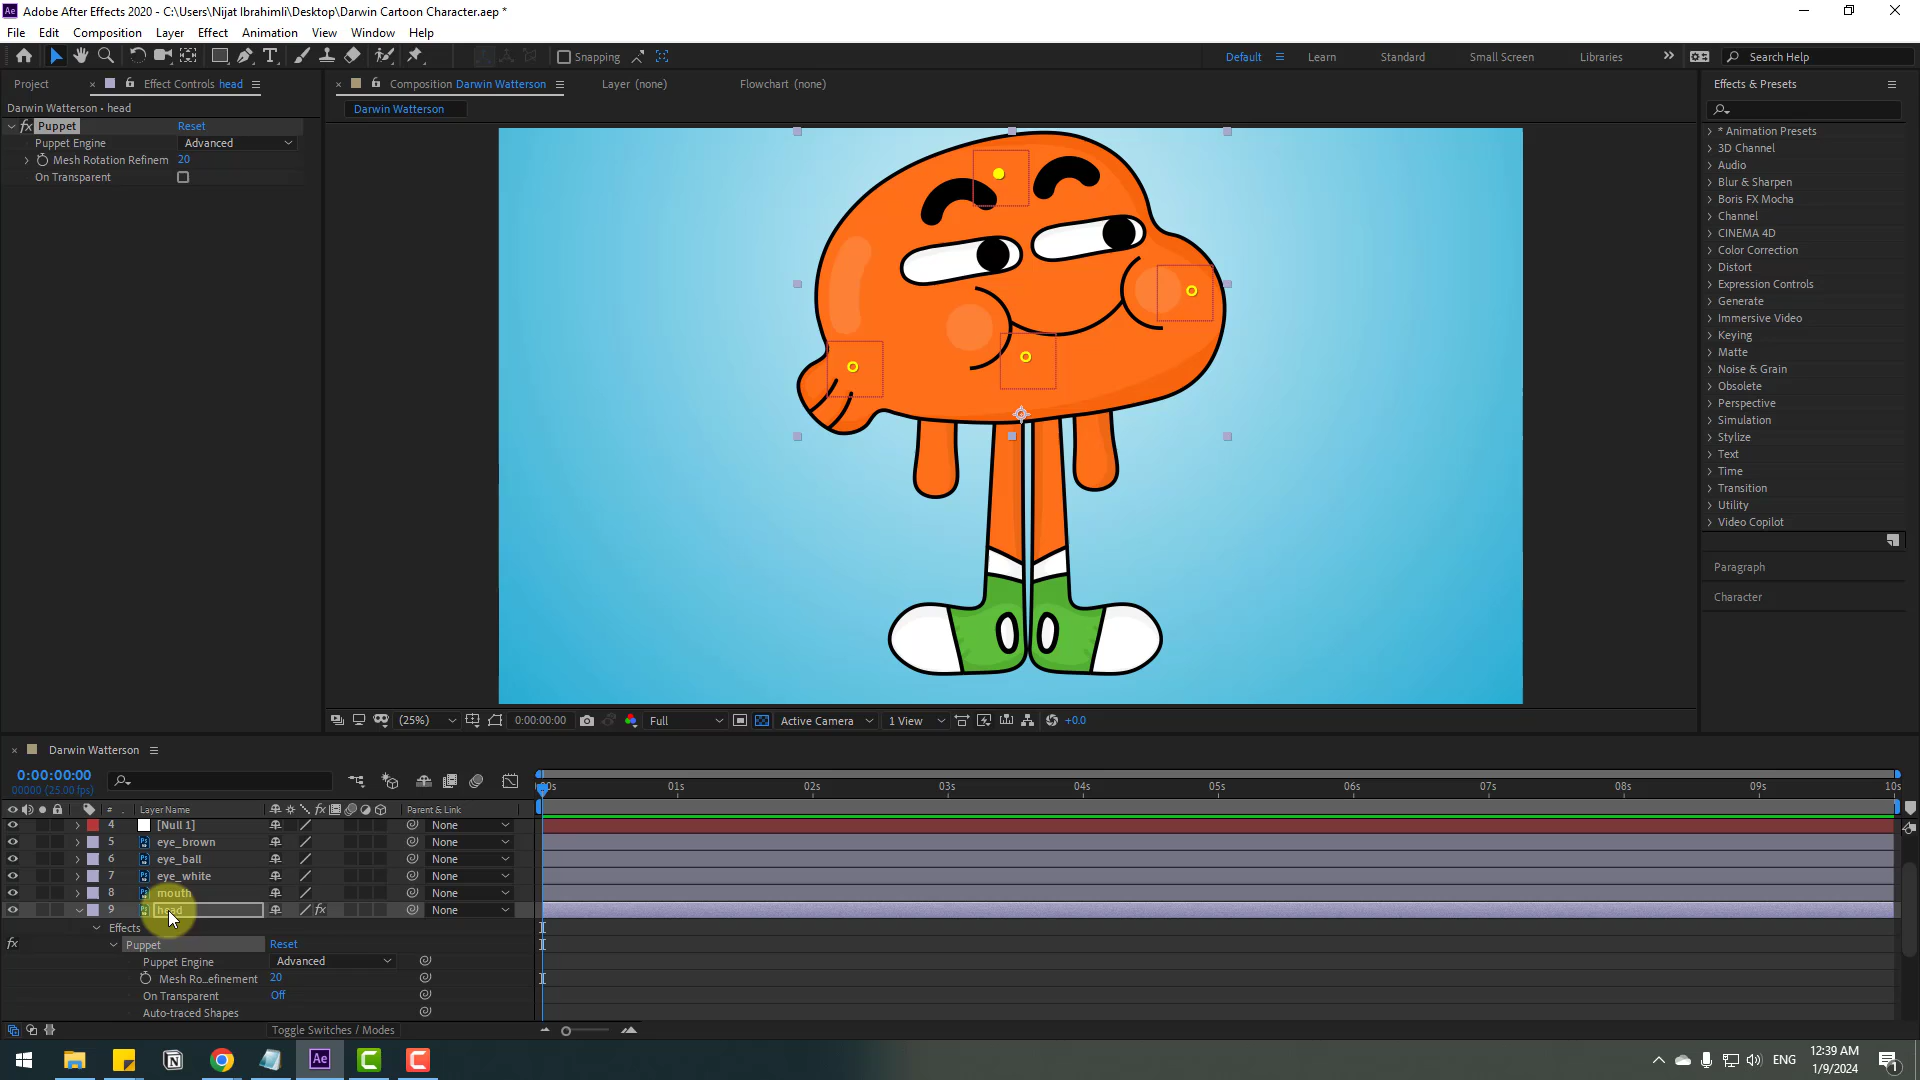 Adobe After Effects 2020 - C:\Users\Nijat Ibrahimli\Desktop\Darwin Cartoon Character.aep *
File Edit Composition Layer Effect Animation View Window Help
Snapping
Default Learn Standard Small Screen Libraries Search Help
Project Effect Controls head
Composition Darwin Watterson Layer (none) Flowchart (none)
Effects & Presets
Darwin Watterson • head
Darwin Watterson
fx Puppet Reset
Puppet Engine Advanced
Mesh Rotation Refinem 20
On Transparent
* Animation Presets
3D Channel
Audio
Blur & Sharpen
Boris FX Mocha
Channel
CINEMA 4D
Color Correction
Distort
Expression Controls
Generate
Immersive Video
Keying
Matte
Noise & Grain
Obsolete
Perspective
Simulation
Stylize
Text
Time
Transition
Utility
Video Copilot
Paragraph
Character
(25%) 0:00:00:00 Full Active Camera 1 View +0.0
Darwin Watterson
0:00:00:00
00000 (25.00 fps)
01s 02s 03s 04s 05s 06s 07s 08s 09s 10s
# Layer Name fx Parent & Link
4 [Null 1] None
5 eye_brown None
6 eye_ball None
7 eye_white None
8 mouth None
9 head fx None
Effects
fx Puppet Reset
Puppet Engine Advanced
Mesh Ro...efinement 20
On Transparent Off
Auto-traced Shapes
Toggle Switches / Modes
Ae
ENG
12:39 AM
1/9/2024
1